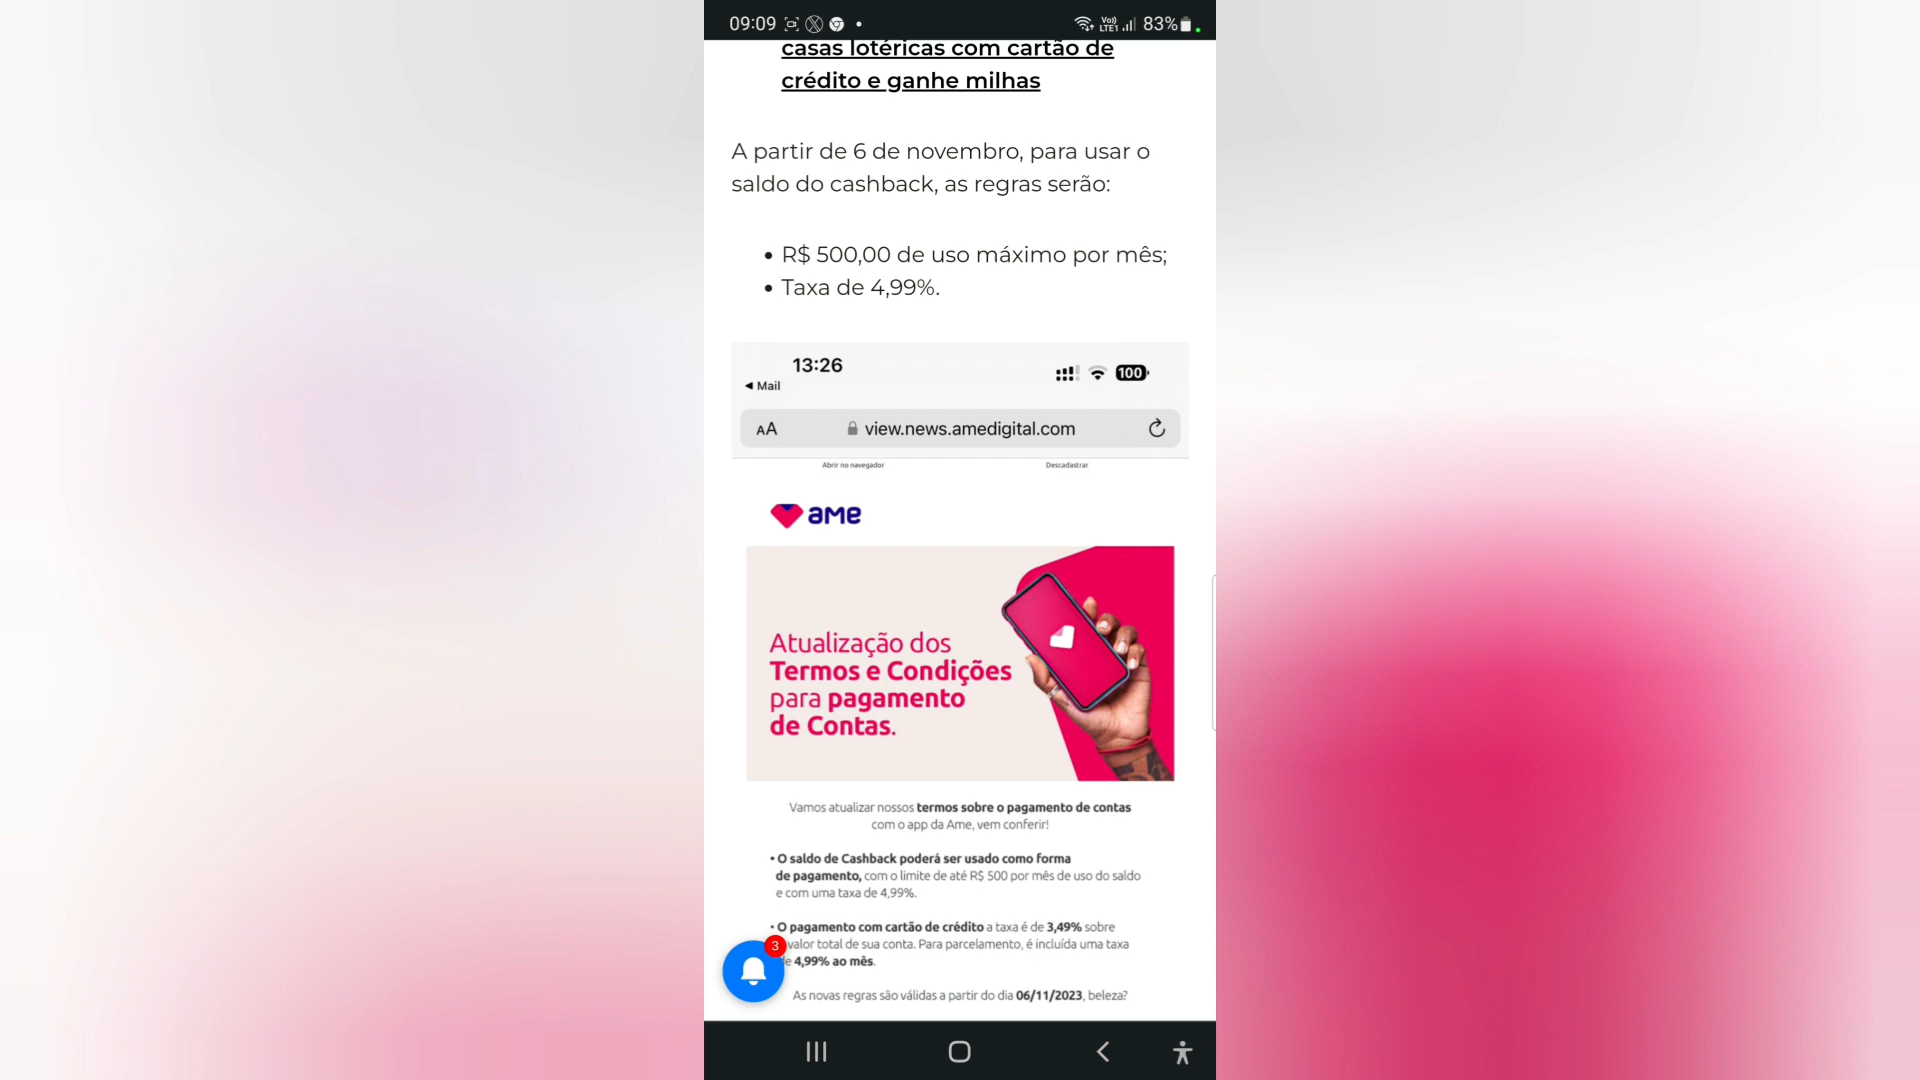 09:09
Vo))
LTE1
83%
casas lotéricas com cartão de
crédito e ganhe milhas
A partir de 6 de novembro, para usar o
saldo do cashback, as regras serão:
• R$ 500,00 de uso máximo por mês;
• Taxa de 4,99%.
13:26
100
◀ Mail
AA
view.news.amedigital.com
Abrir no navegador
Descadastrar
ame
Atualização dos
Termos e Condições
para pagamento
de Contas.
Vamos atualizar nossos termos sobre o pagamento de contas
com o app da Ame, vem conferir!
• O saldo de Cashback poderá ser usado como forma
de pagamento, com o limite de até R$ 500 por mês de uso do saldo
e com uma taxa de 4,99%.
• O pagamento com cartão de crédito a taxa é de 3,49% sobre
valor total de sua conta. Para parcelamento, é incluída uma taxa
e 4,99% ao mês.
3
As novas regras são válidas a partir do dia 06/11/2023, beleza?